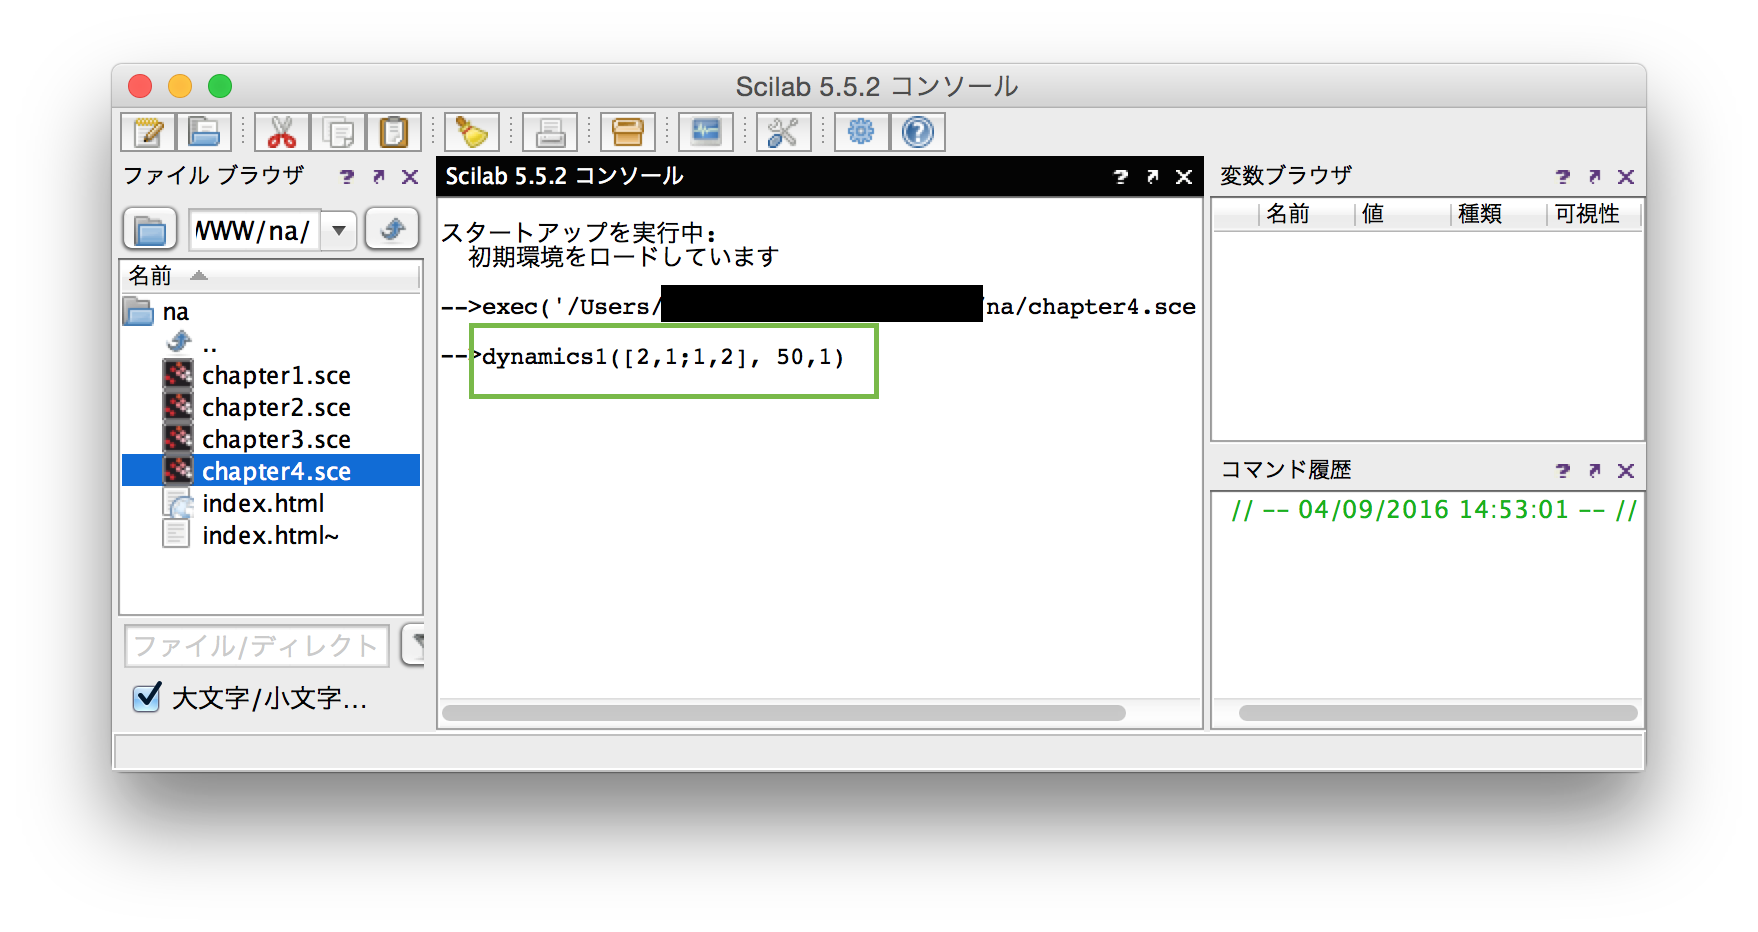 Scilab 5.5.2 コンソール
ファイル ブラウザ
WWW/na/
名前
na
..
chapter1.sce
chapter2.sce
chapter3.sce
chapter4.sce
index.html
index.html~
ファイル/ディレクト
大文字/小文字...
Scilab 5.5.2 コンソール
スタートアップを実行中:
初期環境をロードしています
-->exec('/Users/
na/chapter4.sce
-->dynamics1([2,1;1,2], 50,1)
変数ブラウザ
名前 値 種類 可視性
コマンド履歴
// -- 04/09/2016 14:53:01 -- //